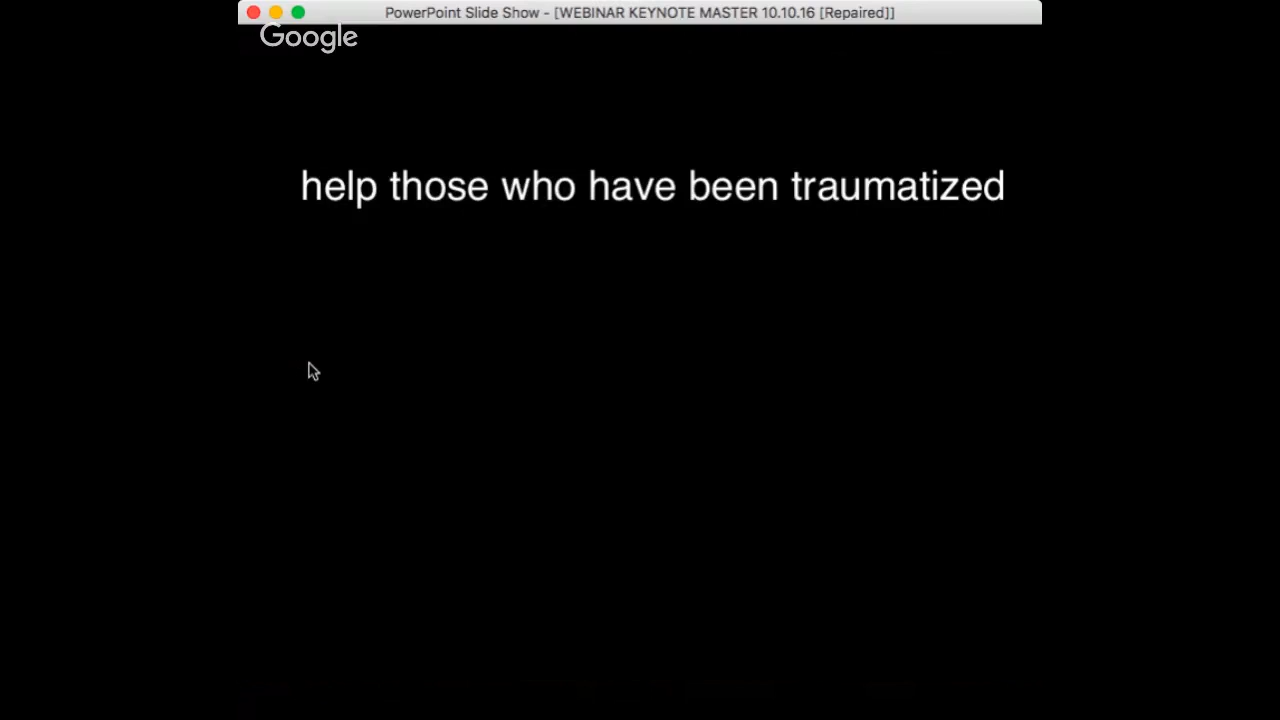 PowerPoint Slide Show - [WEBINAR KEYNOTE MASTER 10.10.16 [Repaired]]
Google
help those who have been traumatized